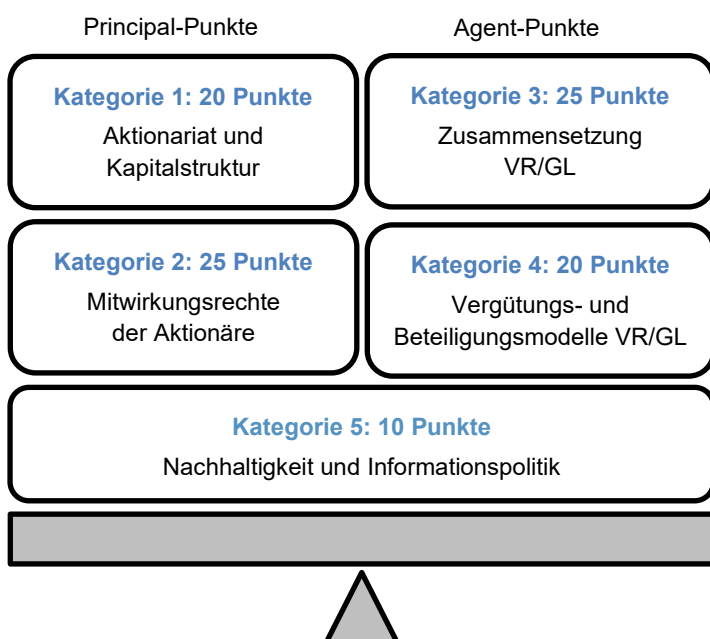 Principal-Punkte
Agent-Punkte
Kategorie 1: 20 Punkte
Aktionariat und
Kapitalstruktur
Kategorie 3: 25 Punkte
Zusammensetzung
VR/GL
Kategorie 2: 25 Punkte
Mitwirkungsrechte
der Aktionäre
Kategorie 4: 20 Punkte
Vergütungs- und
Beteiligungsmodelle VR/GL
Kategorie 5: 10 Punkte
Nachhaltigkeit und Informationspolitik